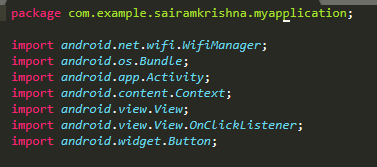 package com.example.sairamkrishna.myapplication;
import android.net.wifi.WifiManager;
import android.os.Bundle;
import android.app.Activity;
import android.content.Context;
import android.view.View;
import android.view.View.OnClickListener;
import android.widget.Button;